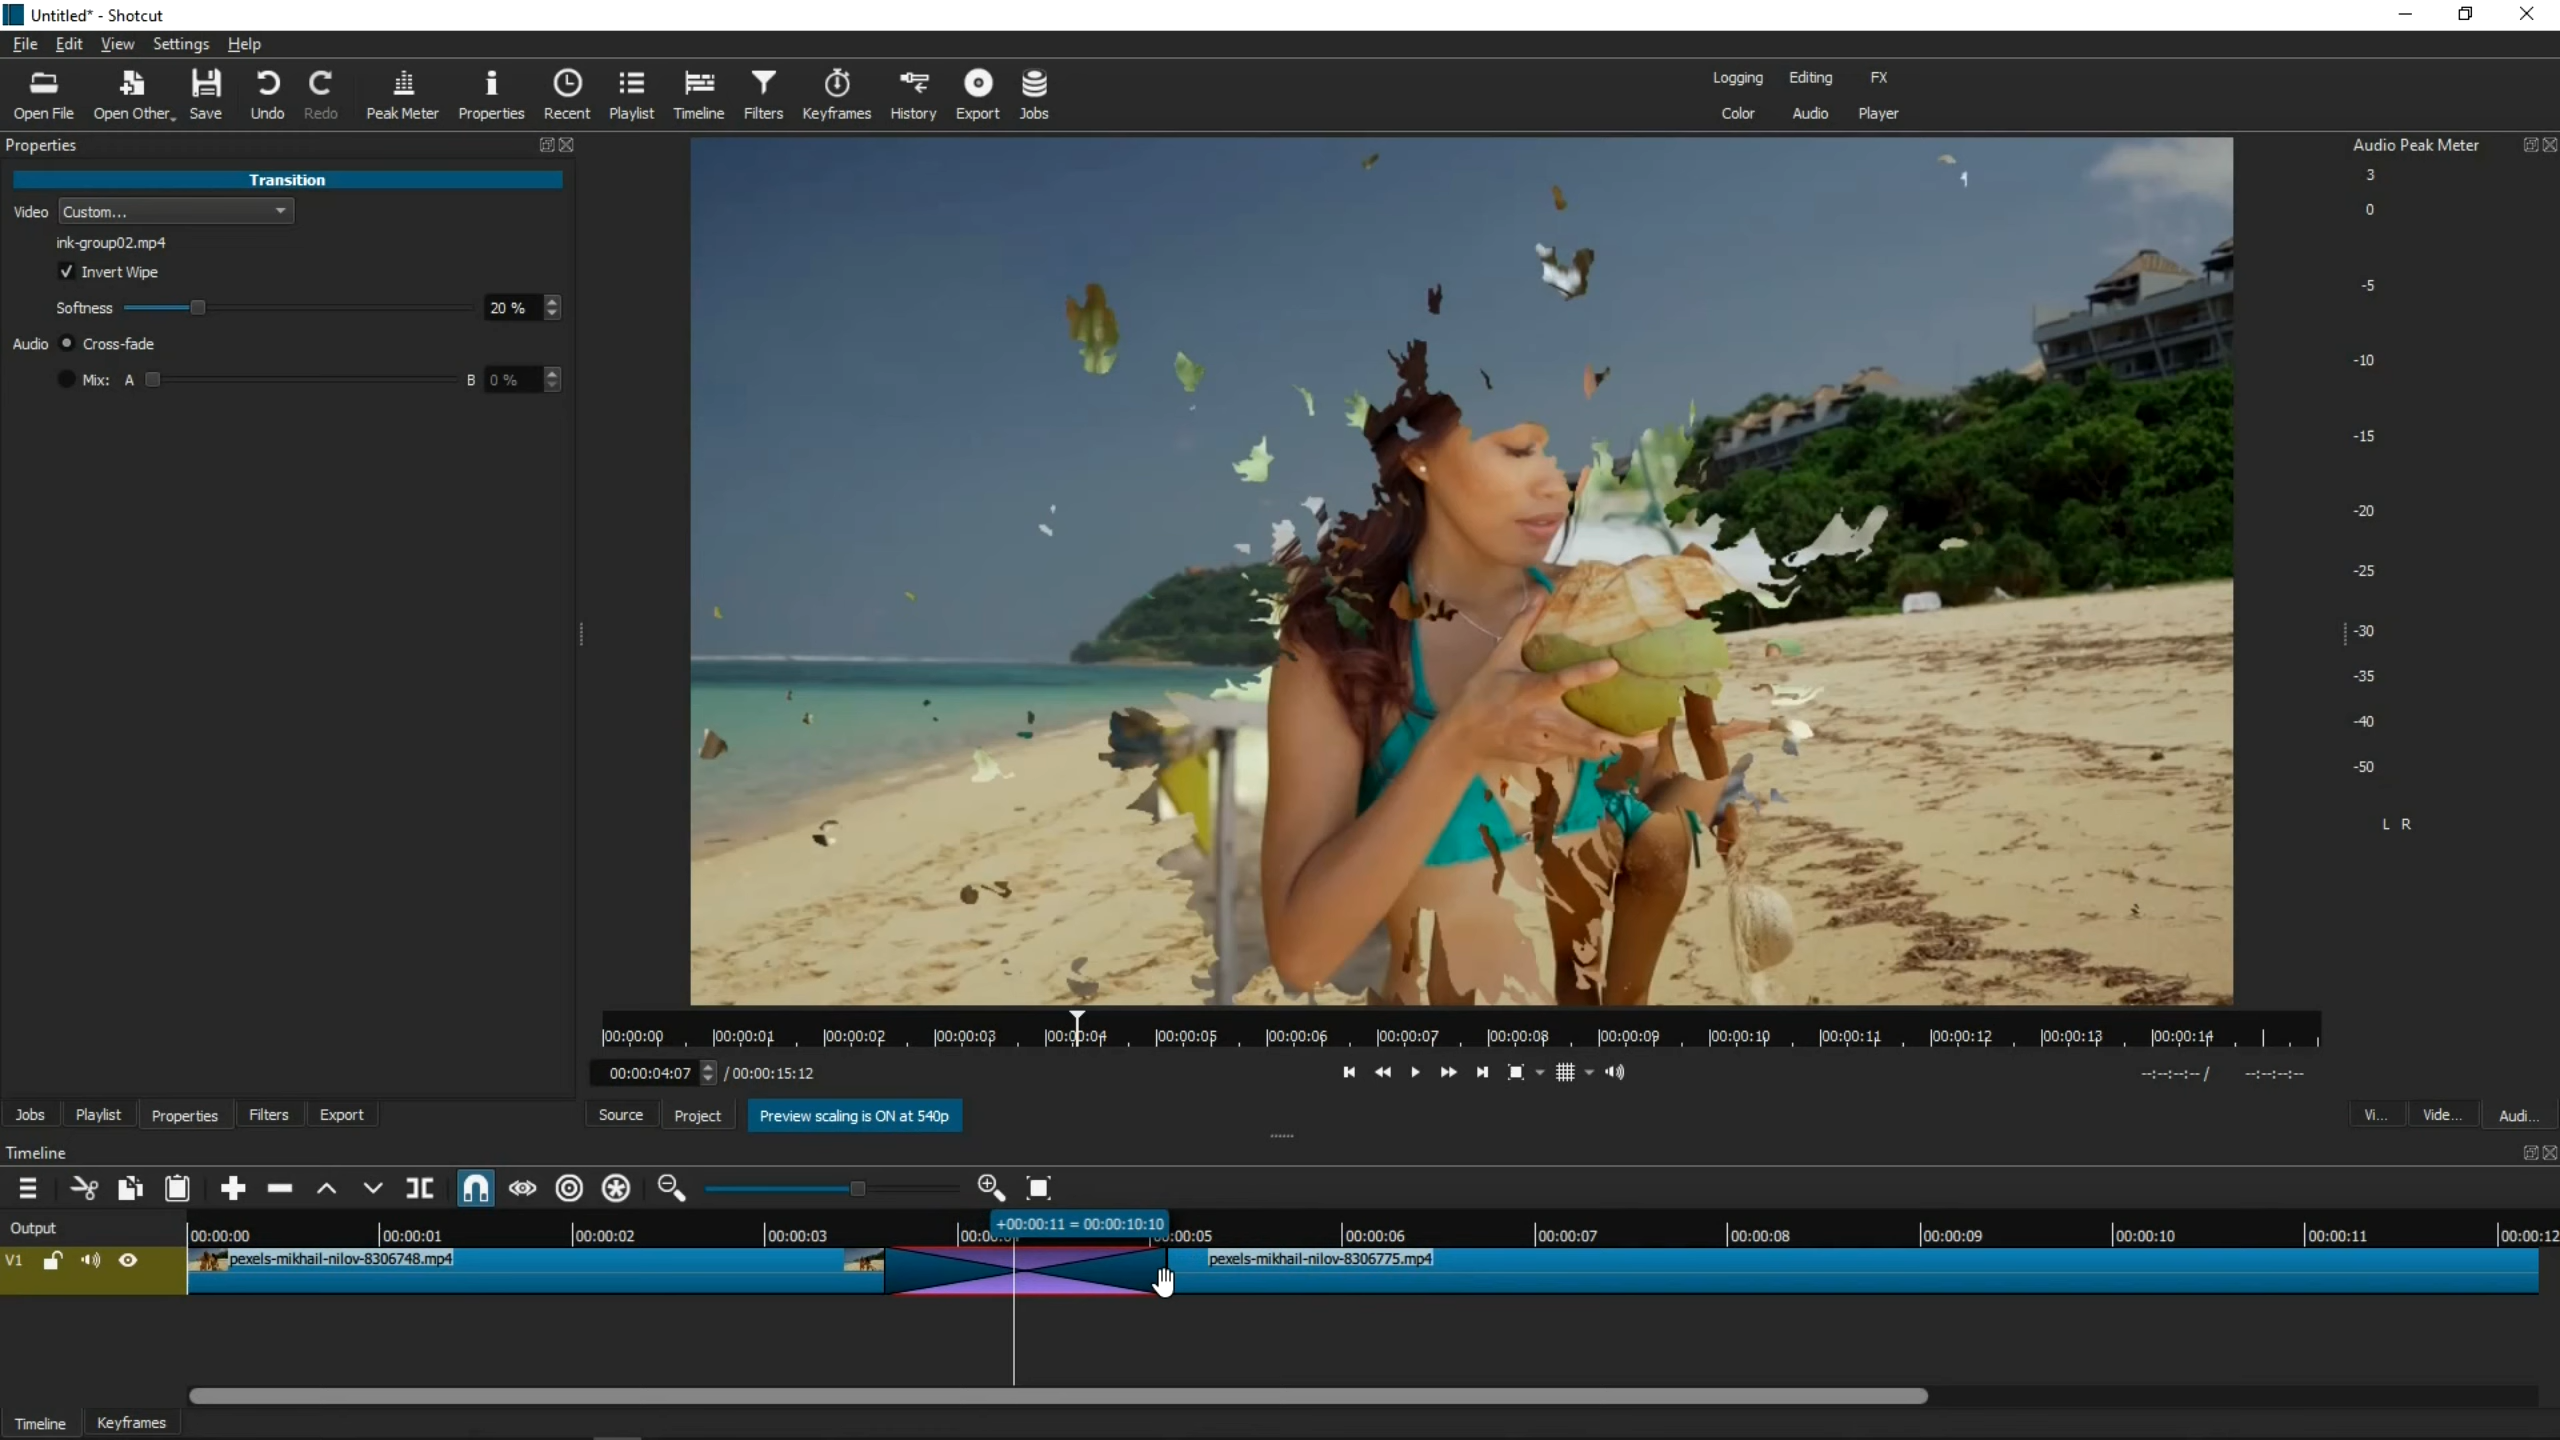 Untitled* - Shotcut
File Edit View Settings Help
Open File Open Other... Save Undo Redo Peak Meter Properties Recent Playlist Timeline Filters Keyframes History Export Jobs
Logging Editing FX
Color Audio Player
Properties
Transition
Video Custom...
ink-group02.mp4
Invert Wipe
Softness 20 %
Audio Cross-fade
Mix: A B 0 %
Audio Peak Meter
3
0
-5
-10
-15
-20
-25
-30
-35
-40
-50
L R
00:00:00 00:00:01 00:00:02 00:00:03 00:00:04 00:00:05 00:00:06 00:00:07 00:00:08 00:00:09 00:00:10 00:00:11 00:00:12 00:00:13 00:00:14
00:00:04:07 / 00:00:15:12 --:--:--:-- / --:--:--:--
Jobs Playlist Properties Filters Export
Source Project Preview scaling is ON at 540p
Vi... Vide... Audi...
Timeline
+00:00:11 = 00:00:10:10
Output
00:00:00 00:00:01 00:00:02 00:00:03 00:00:05 00:00:06 00:00:07 00:00:08 00:00:09 00:00:10 00:00:11 00:00:12
V1 pexels-mikhail-nilov-8306748.mp4 pexels-mikhail-nilov-8306775.mp4
Timeline Keyframes